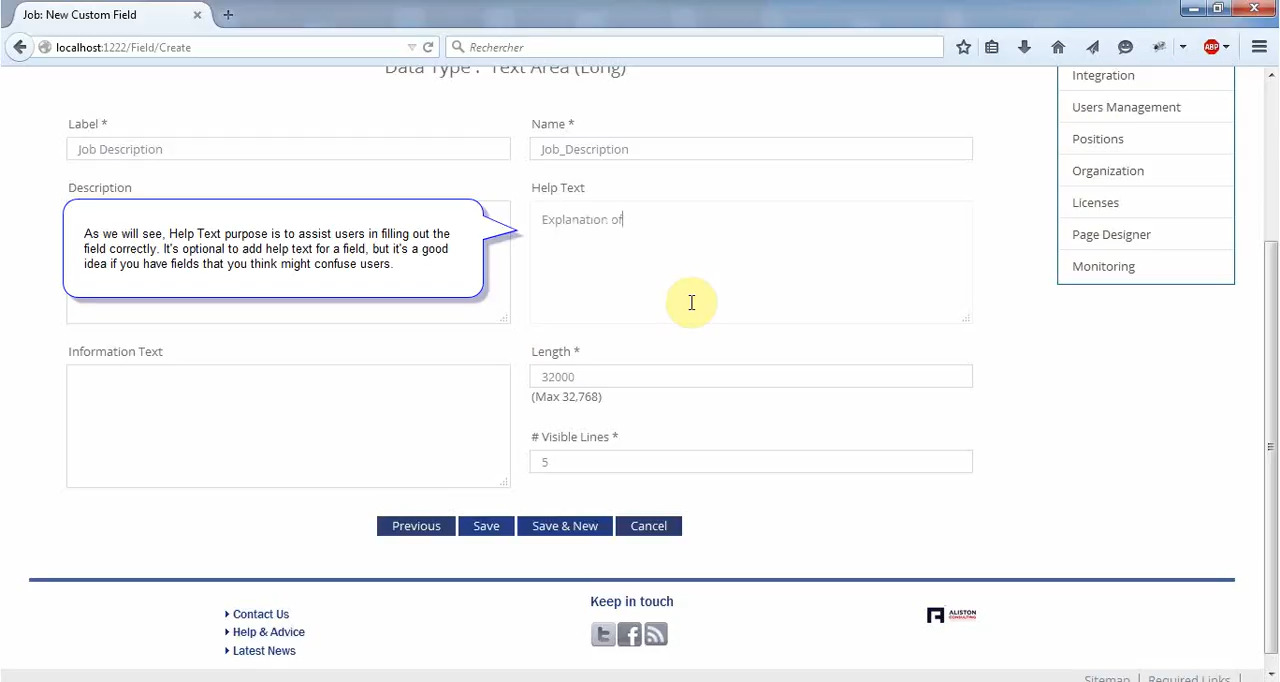 Job: New Custom Field
localhost:1222/Field/Create
Rechercher
ABP
Data Type : Text Area (Long)
Integration
Users Management
Positions
Organization
Licenses
Page Designer
Monitoring
Label *
Job Description
Name *
Job_Description
Description
As we will see, Help Text purpose is to assist users in filling out the
field correctly. It's optional to add help text for a field, but it's a good
idea if you have fields that you think might confuse users.
Help Text
Explanation of
Information Text
Length *
32000
(Max 32,768)
# Visible Lines *
5
Previous Save Save & New Cancel
Contact Us
Help & Advice
Latest News
Keep in touch
ALISTON
CONSULTING
Sitemap | Required Links |